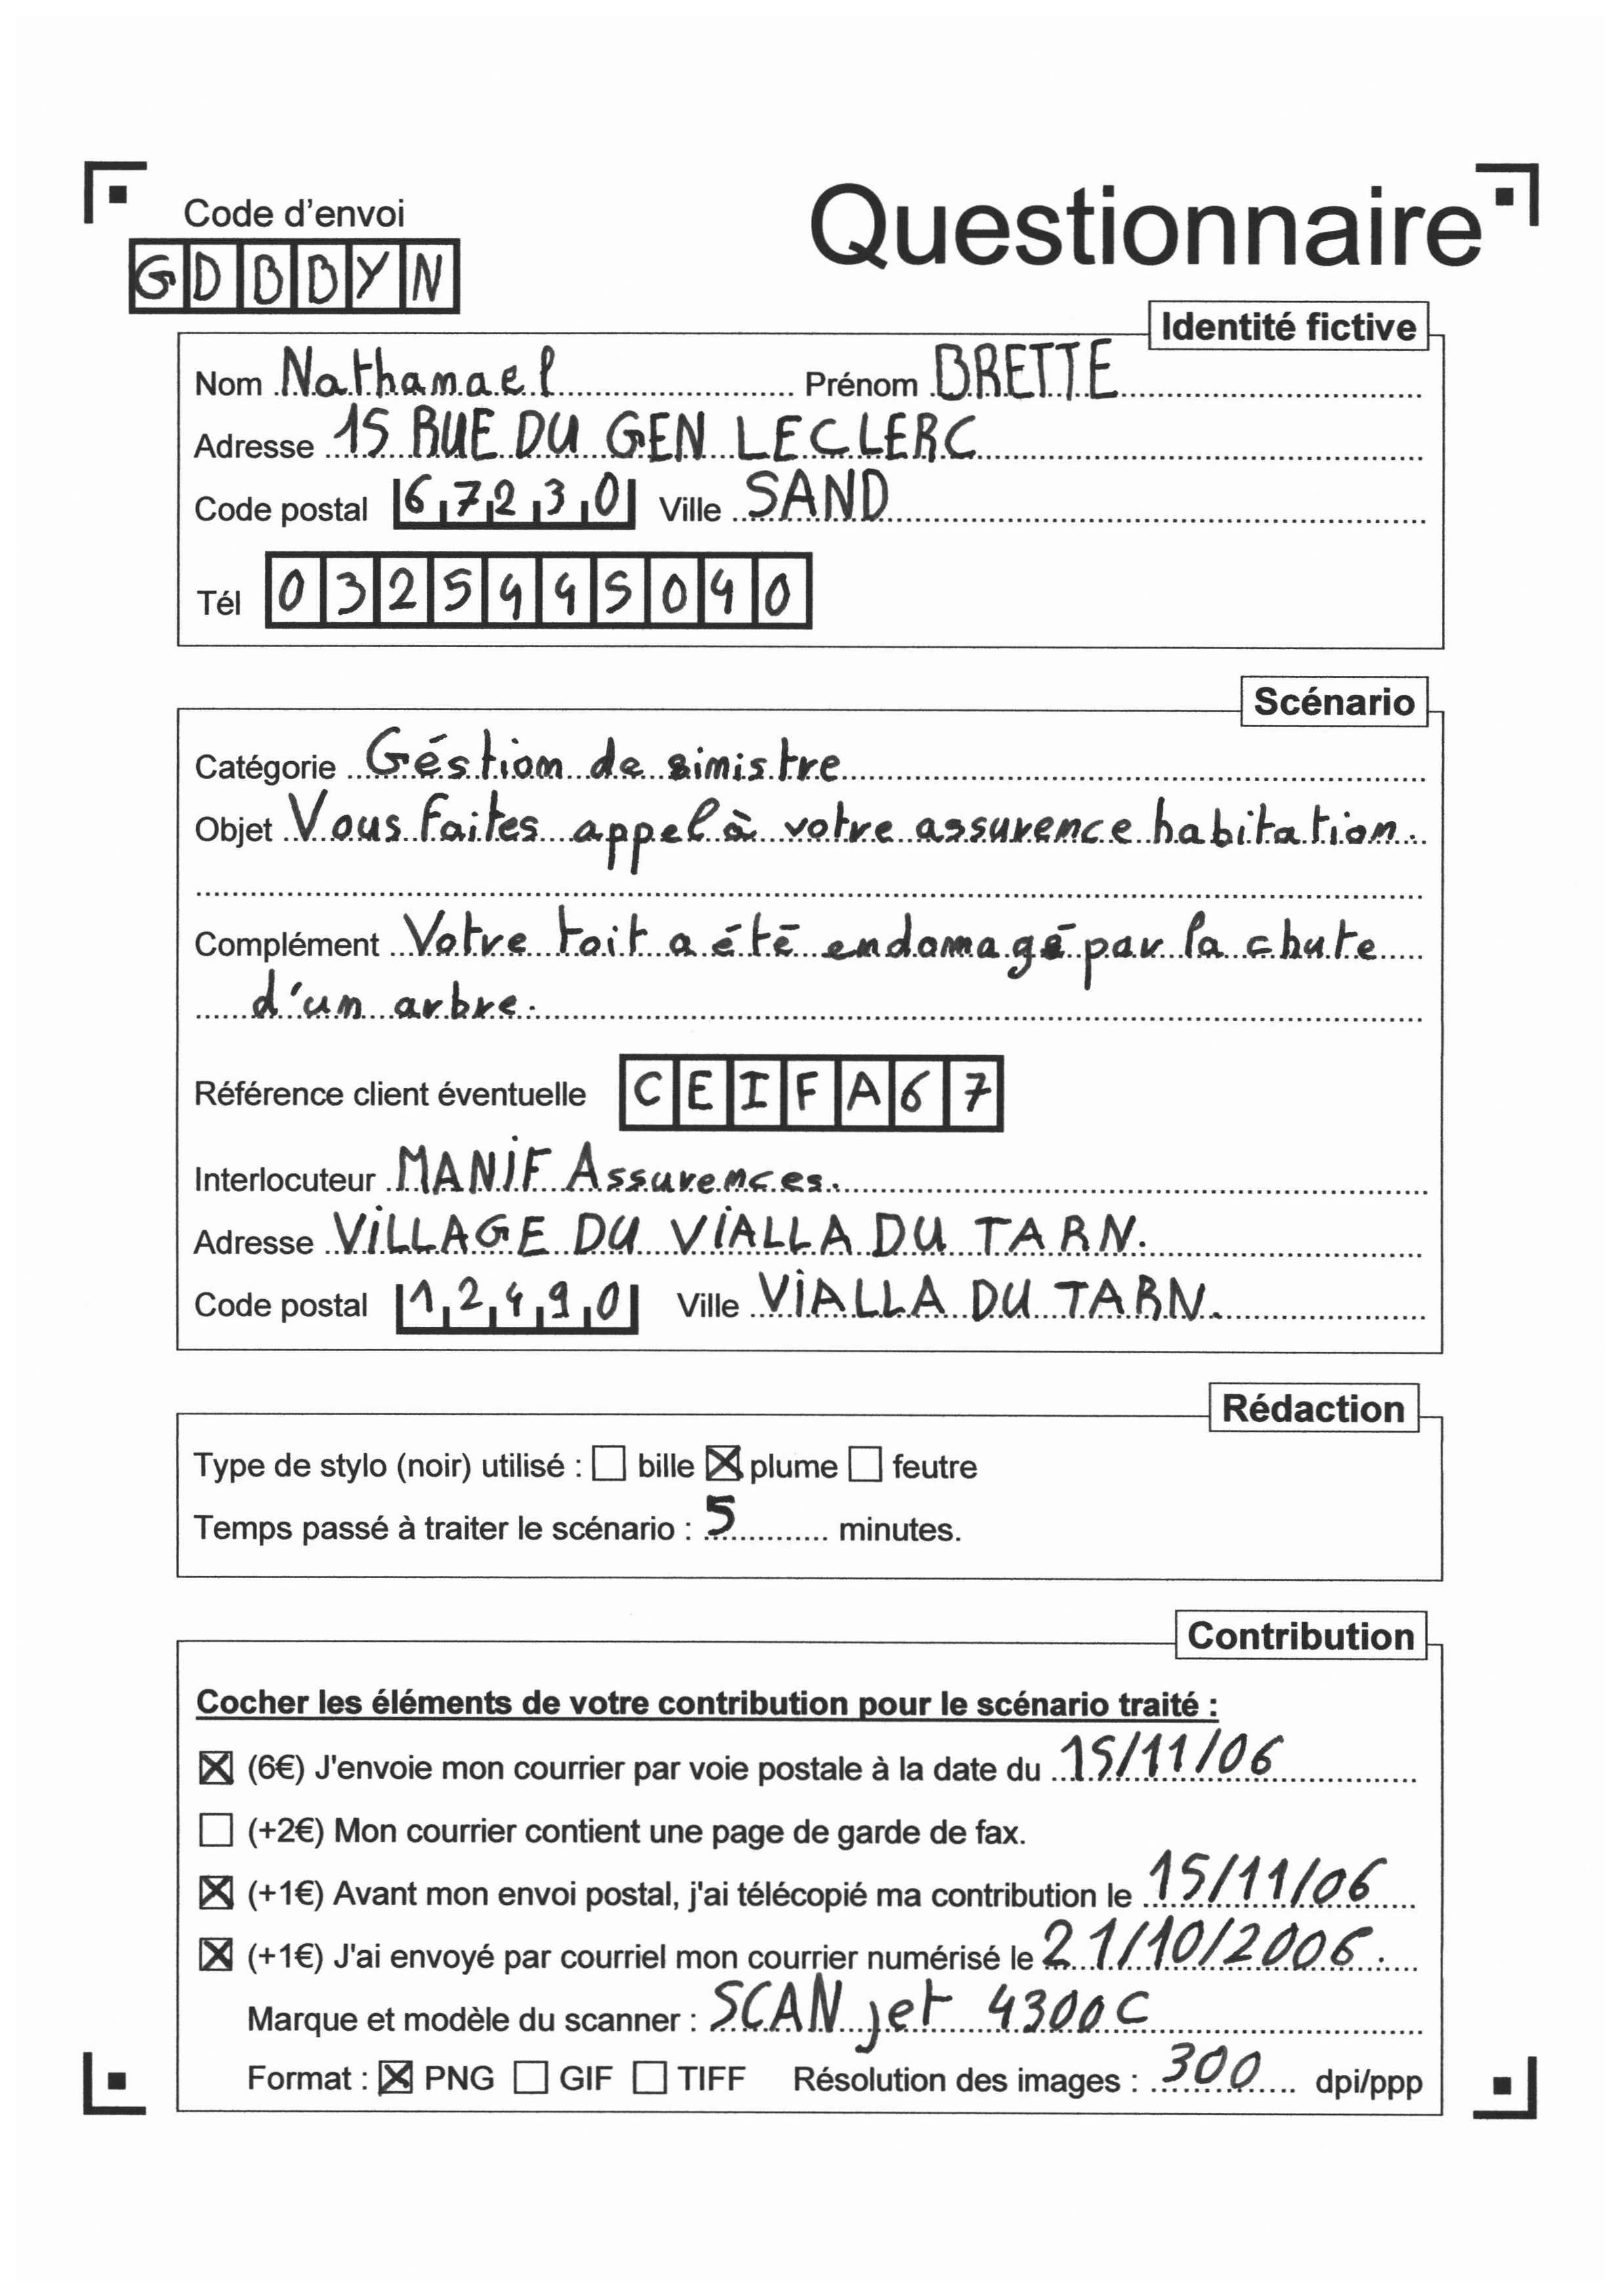 Code d'envoi
Questionnaire
GDBBYN
Identité fictive
Nom Nathanael Prénom BRETTE
Adresse 15 RUE DU GEN LECLERC
Code postal 67230 Ville SAND
Tél 0325445040
Scénario
Catégorie Géstion de sinistre
Objet Vous faites appel à votre assurence habitation.
Complément Votre toit a été endomagé par la chute
d'un arbre.
Référence client éventuelle CEIFA67
Interlocuteur MANIF Assurences.
Adresse VILLAGE DU VIALLA DU TARN.
Code postal 12490 Ville VIALLA DU TARN.
Rédaction
Type de stylo (noir) utilisé : ☐ bille ☒ plume ☐ feutre
Temps passé à traiter le scénario : 5 minutes.
Contribution
Cocher les éléments de votre contribution pour le scénario traité :
☒ (6€) J'envoie mon courrier par voie postale à la date du 15/11/06
☐ (+2€) Mon courrier contient une page de garde de fax.
☒ (+1€) Avant mon envoi postal, j'ai télécopié ma contribution le 15/11/06
☒ (+1€) J'ai envoyé par courriel mon courrier numérisé le 21/10/2006.
Marque et modèle du scanner : SCAN jet 4300C
Format : ☒ PNG ☐ GIF ☐ TIFF Résolution des images : 300 dpi/ppp